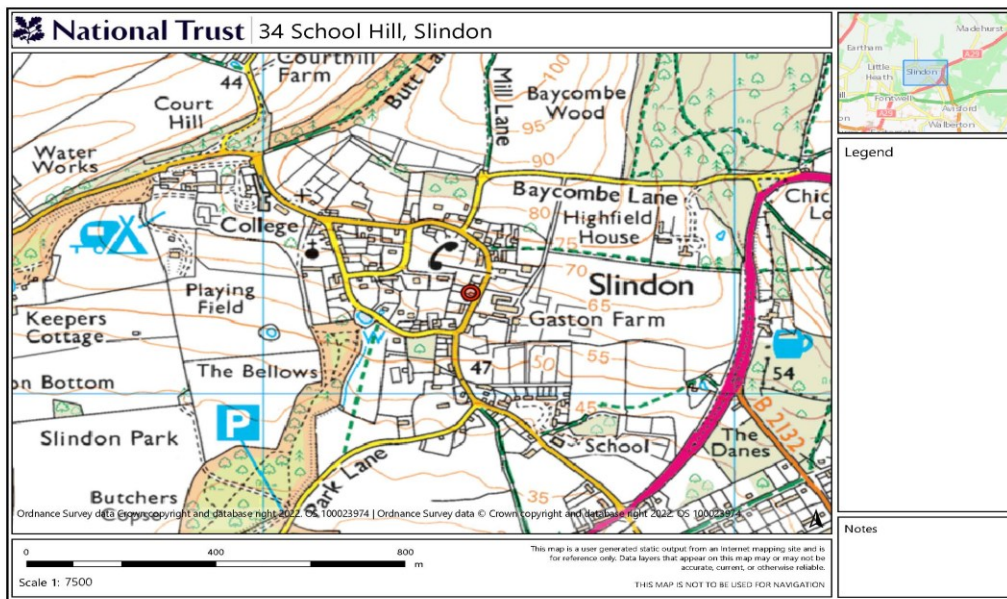 National Trust
34 School Hill, Slindon
44
Courthill
Farm
Court
Hill
Water
Works
Mill Lane
Baycombe
Wood
100
95
90
Baycombe Lane
80
Highfield
House
75
70
College
Playing
Field
Slindon
65
Gaston Farm
Keepers
Cottage
The Bellows
47
50
55
on Bottom
54
P
45
B 2132
Slindon Park
School
The
Danes
Park Lane
Butchers
Copse
35
Ordnance Survey data Crown copyright and database right 2022. OS 100023974 | Ordnance Survey data © Crown copyright and database right 2022. OS 100023974
Madehurst
Eartham
A29
Little
Heath
Slindon
Fontwell
A29
Walberton
Legend
Notes
0 400 800
m
Scale 1: 7500
This map is a user generated static output from an Internet mapping site and is
for reference only. Data layers that appear on this map may or may not be
accurate, current, or otherwise reliable.
THIS MAP IS NOT TO BE USED FOR NAVIGATION